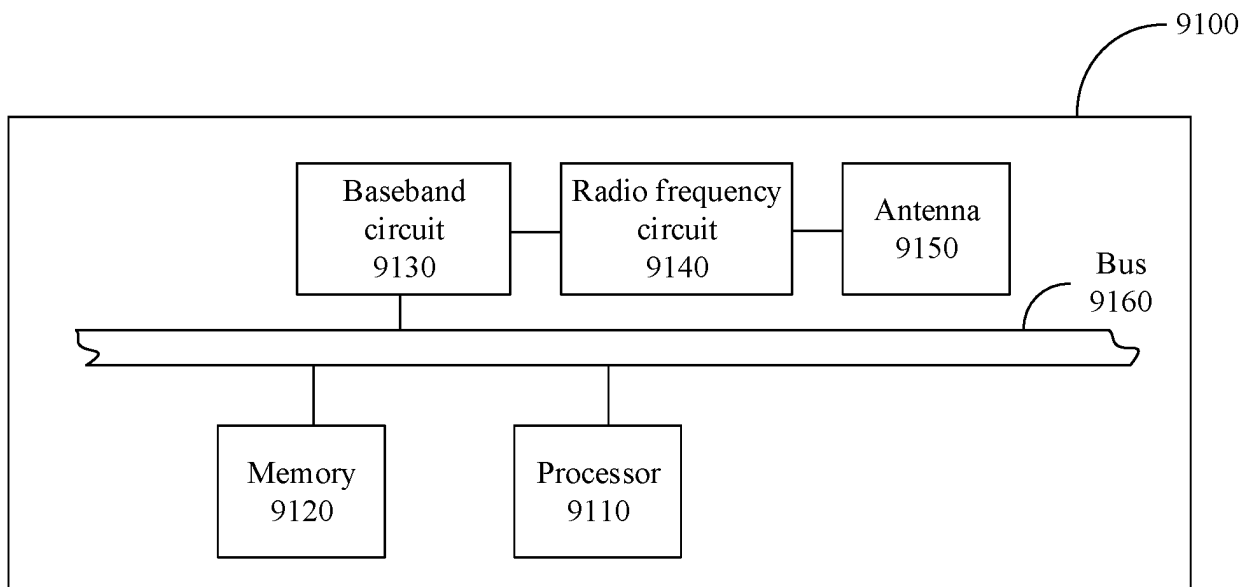 9100
Baseband
circuit
9130
Radio frequency
circuit
9140
Antenna
9150
Bus
9160
Memory
9120
Processor
9110